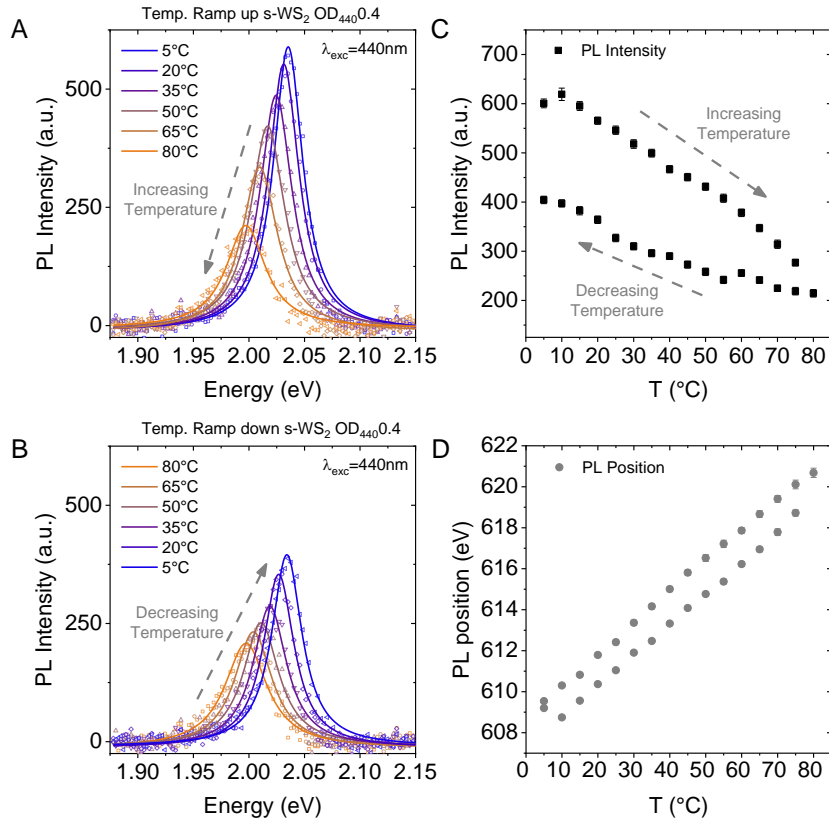 A
Temp. Ramp up s-WS₂ OD₄₄₀0.4
λexc=440nm
5°C
20°C
35°C
50°C
65°C
80°C
Increasing
Temperature
PL Intensity (a.u.)
500
250
0
1.90 1.95 2.00 2.05 2.10 2.15
Energy (eV)
B
Temp. Ramp down s-WS₂ OD₄₄₀0.4
λexc=440nm
80°C
65°C
50°C
35°C
20°C
5°C
Decreasing
Temperature
PL Intensity (a.u.)
500
250
0
1.90 1.95 2.00 2.05 2.10 2.15
Energy (eV)
C
PL Intensity
Increasing
Temperature
Decreasing
Temperature
PL Intensity (a.u.)
700
600
500
400
300
200
0 10 20 30 40 50 60 70 80
T (°C)
D
PL Position
PL position (eV)
622
620
618
616
614
612
610
608
0 10 20 30 40 50 60 70 80
T (°C)